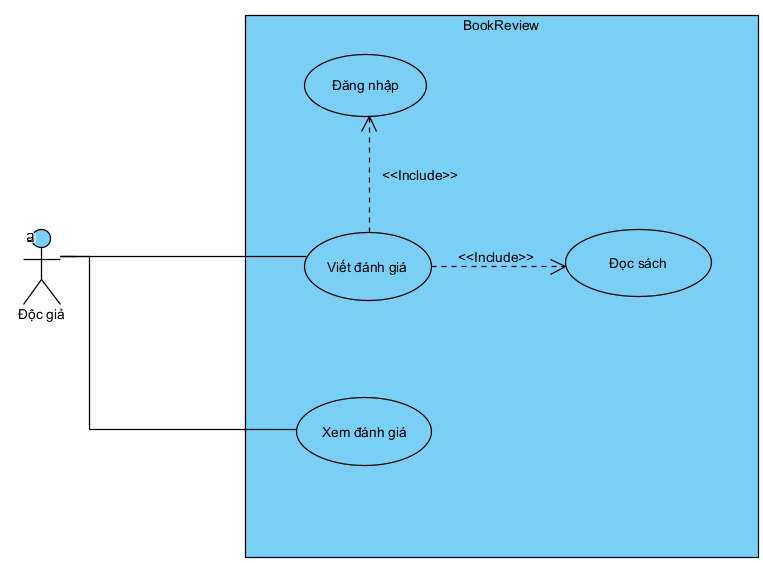 BookReview
Đăng nhập
<<Include>>
a
Viết đánh giá
<<Include>>
Đọc sách
Độc giả
Xem đánh giá